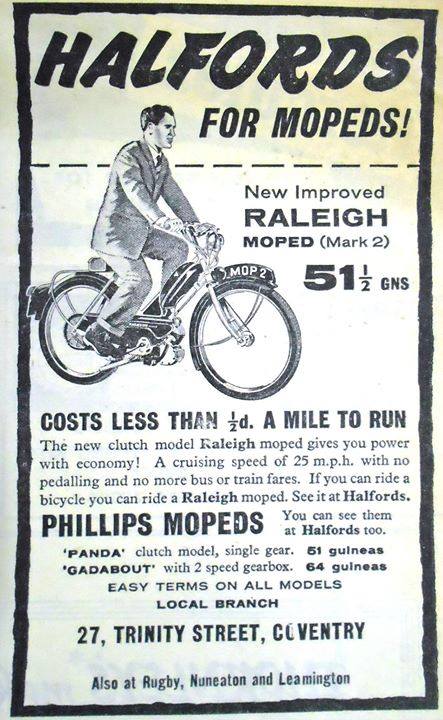 HALFORDS
FOR MOPEDS!
New Improved
RALEIGH
MOPED (Mark 2)
51½ GNS
MOP 2
COSTS LESS THAN ½d. A MILE TO RUN
The new clutch model Raleigh moped gives you power
with economy! A cruising speed of 25 m.p.h. with no
pedalling and no more bus or train fares. If you can ride a
bicycle you can ride a Raleigh moped. See it at Halfords.
PHILLIPS MOPEDS You can see them
at Halfords too.
'PANDA' clutch model, single gear. 51 guineas
'GADABOUT' with 2 speed gearbox. 64 guineas
EASY TERMS ON ALL MODELS
LOCAL BRANCH
27, TRINITY STREET, COVENTRY
Also at Rugby, Nuneaton and Leamington